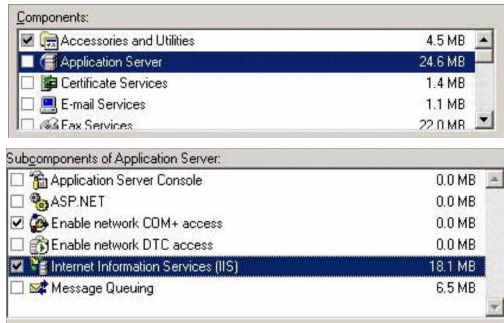 Components:
Accessories and Utilities 4.5 MB
Application Server 24.6 MB
Certificate Services 1.4 MB
E-mail Services 1.1 MB
Fax Services 22.0 MB
Subcomponents of Application Server:
Application Server Console 0.0 MB
ASP.NET 0.0 MB
Enable network COM+ access 0.0 MB
Enable network DTC access 0.0 MB
Internet Information Services (IIS) 18.1 MB
Message Queuing 6.5 MB